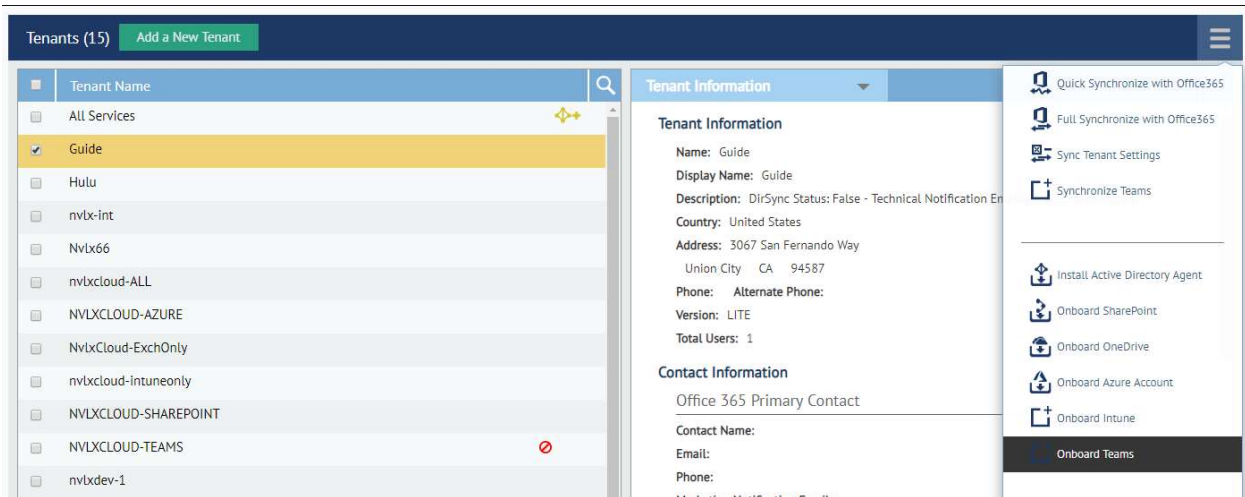 Tenants (15) Add a New Tenant
Tenant Name
All Services
Guide
Hulu
nvlx-int
Nvlx66
nvlxcloud-ALL
NVLXCLOUD-AZURE
NvlxCloud-ExchOnly
nvlxcloud-intuneonly
NVLXCLOUD-SHAREPOINT
NVLXCLOUD-TEAMS
nvlxdev-1
Tenant Information
Tenant Information
Name: Guide
Display Name: Guide
Description: DirSync Status: False - Technical Notification En
Country: United States
Address: 3067 San Fernando Way
Union City CA 94587
Phone: Alternate Phone:
Version: LITE
Total Users: 1
Contact Information
Office 365 Primary Contact
Contact Name:
Email:
Phone:
Quick Synchronize with Office365
Full Synchronize with Office365
Sync Tenant Settings
Synchronize Teams
Install Active Directory Agent
Onboard SharePoint
Onboard OneDrive
Onboard Azure Account
Onboard Intune
Onboard Teams